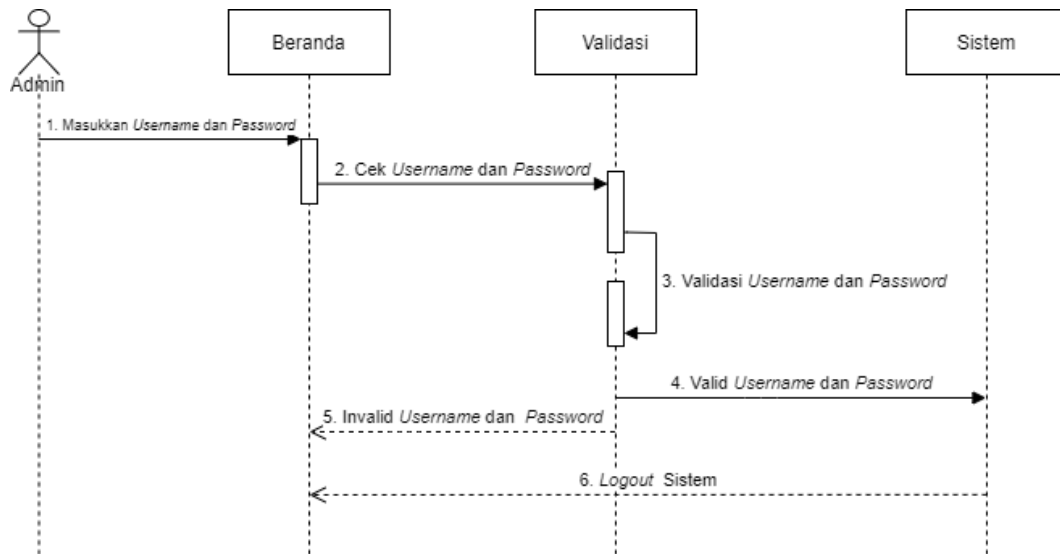 Admin
Beranda
Validasi
Sistem
1. Masukkan Username dan Password
2. Cek Username dan Password
3. Validasi Username dan Password
4. Valid Username dan Password
5. Invalid Username dan Password
6. Logout Sistem